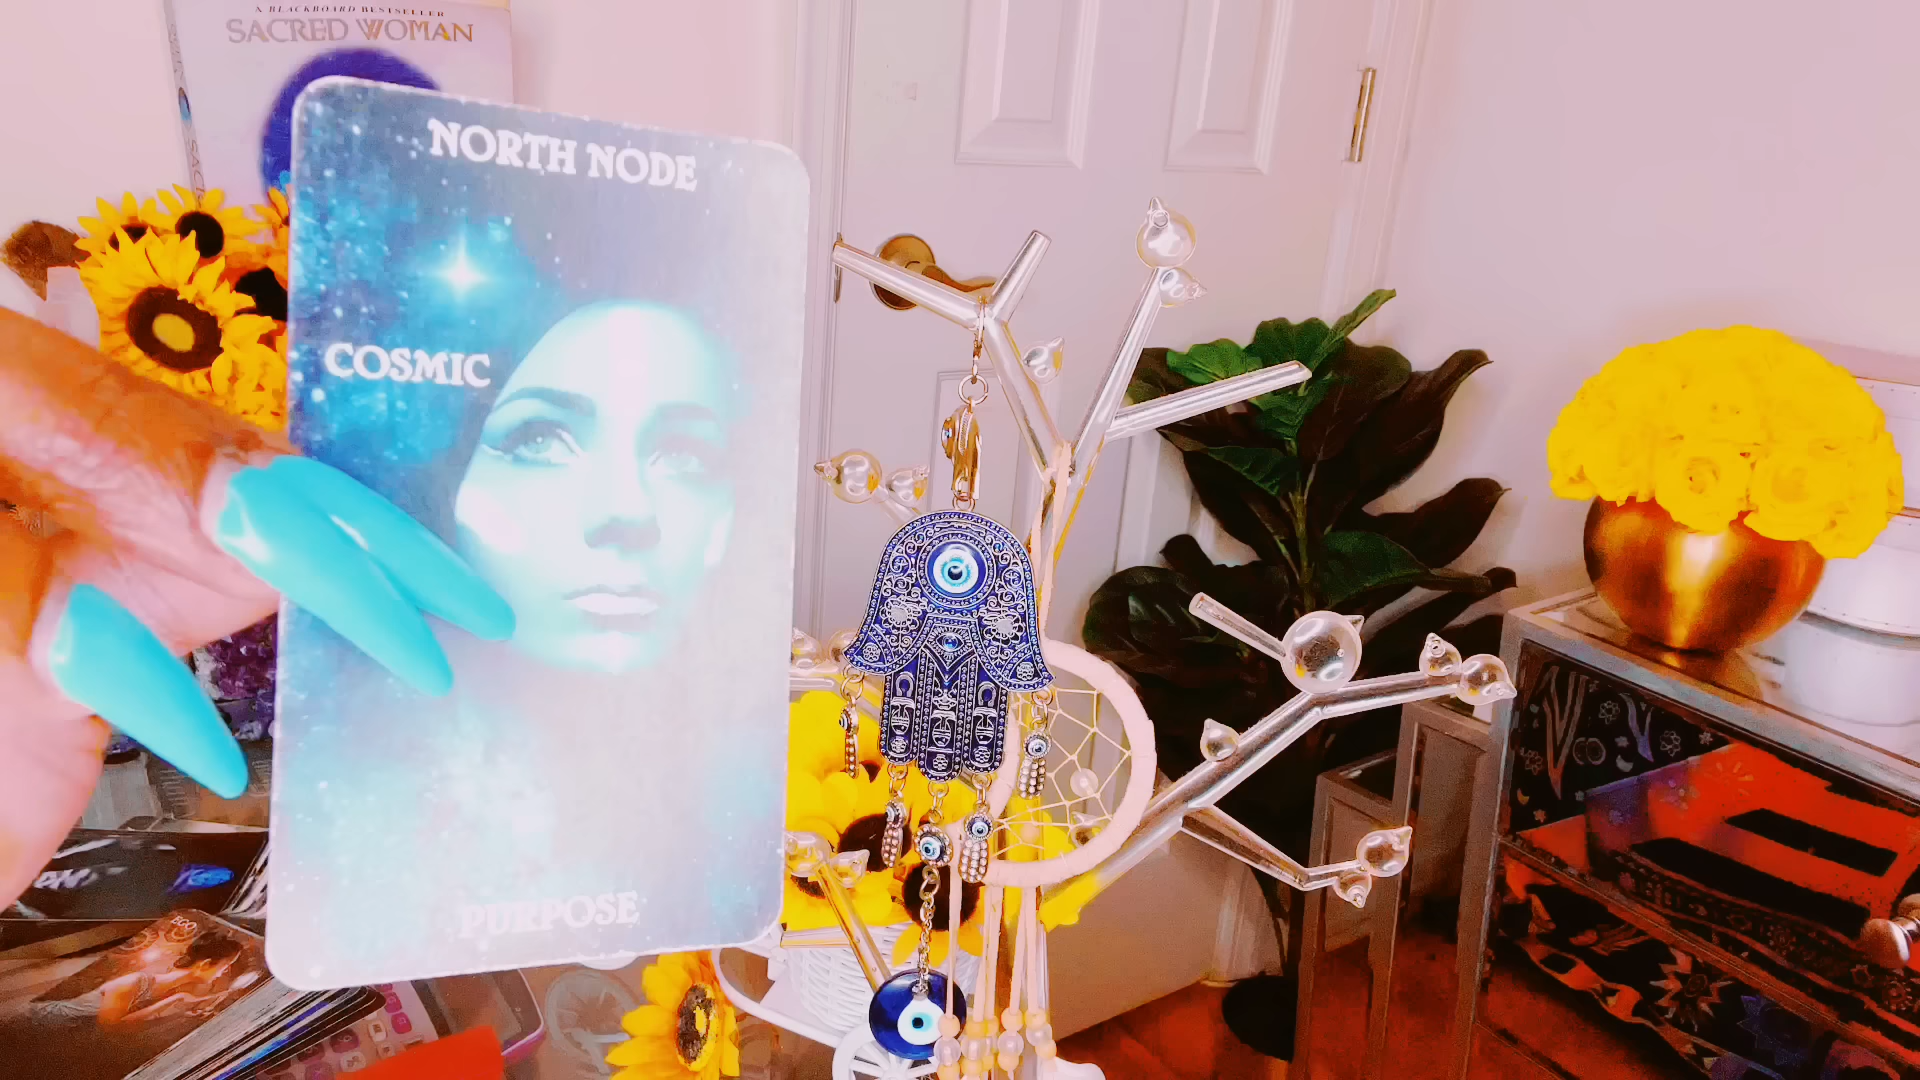 A BLACKBOARD BESTSELLER
SACRED WOMAN
NORTH NODE
COSMIC
PURPOSE